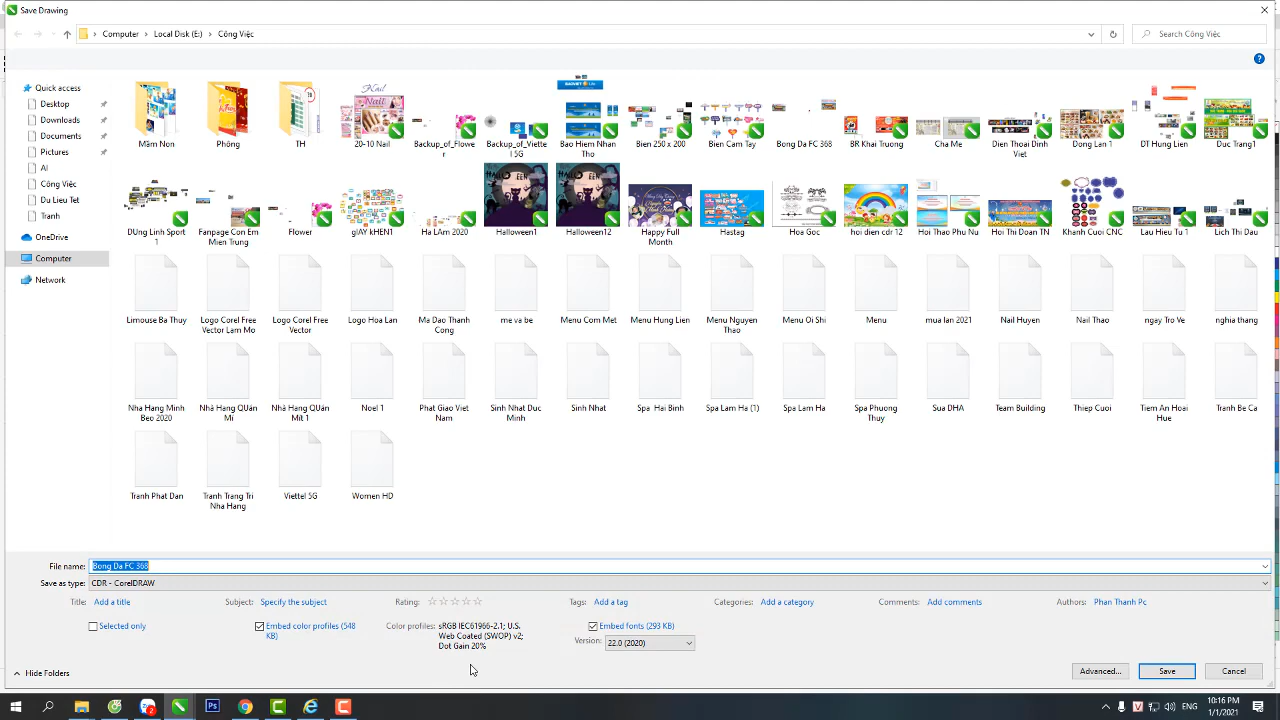 Save Drawing
Computer > Local Disk (E:) > Công Việc
Search Công Việc
Quick access
Desktop
Downloads
Documents
Pictures
AI
Công Việc
Du Lieu Tet
Tranh
OneDrive
Computer
Network
Mầm Non
Phông
TH
20-10 Nail
Backup_of_Flower
Backup_of_Viettel 5G
Bao Hiem Nhan Tho
Bien 250 x 200
Bien Cam Tay
Bong Da FC 368
BR Khai Truong
Cha Me
Dien Thoai Dinh Viet
Dong Lan 1
DT Hung Lien
Duc Trang1
DUng Linh Sport 1
Fanpage Con Em Mien Trung
Flower
gIAY kHEN1
Ha LAm 2020
Halloween1
Halloween12
Happy Full Month
Hastag
Hoa Goc
hoi dien cdr 12
Hoi Thao Phu Nu
Hoi Thi Doan TN
Khanh Cuoi CNC
Lau Hieu Tu 1
Lich Thi Dau
Limouse Ba Thuy
Logo Corel Free Vector Lam Mo
Logo Corel Free Vector
Logo Hoa Lan
Ma Dao Thanh Cong
me va be
Menu Com Met
Menu Hung Lien
Menu Nguyen Thao
Menu Oi Shi
Menu
mua lan 2021
Nail Huyen
Nail Thao
ngay Tro Ve
nghia thang
Nha Hang Minh Beo 2020
Nhà Hang QUán Mí
Nhà Hang QUán Mít 1
Noel 1
Phat Giao Viet Nam
Sinh Nhat Duc Minh
Sinh Nhat
Spa  Hai Binh
Spa Lam Ha (1)
Spa Lam Ha
Spa Phuong Thuy
Sua DHA
Team Building
Thiep Cuoi
Tiem An Hoai Hue
Tranh Be Ca
Tranh Phat Dan
Tranh Trang Tri Nha Hang
Viettel 5G
Women HD
File name: Bong Da FC 368
Save as type: CDR - CorelDRAW
Title: Add a title
Subject: Specify the subject
Rating:
Tags: Add a tag
Categories: Add a category
Comments: Add comments
Authors: Phan Thanh Pc
Selected only
Embed color profiles (548 KB)
Color profiles: sRGB IEC61966-2.1; U.S. Web Coated (SWOP) v2; Dot Gain 20%
Embed fonts (293 KB)
Version: 22.0 (2020)
Hide Folders
Advanced...
Save
Cancel
ENG
10:16 PM
1/1/2021